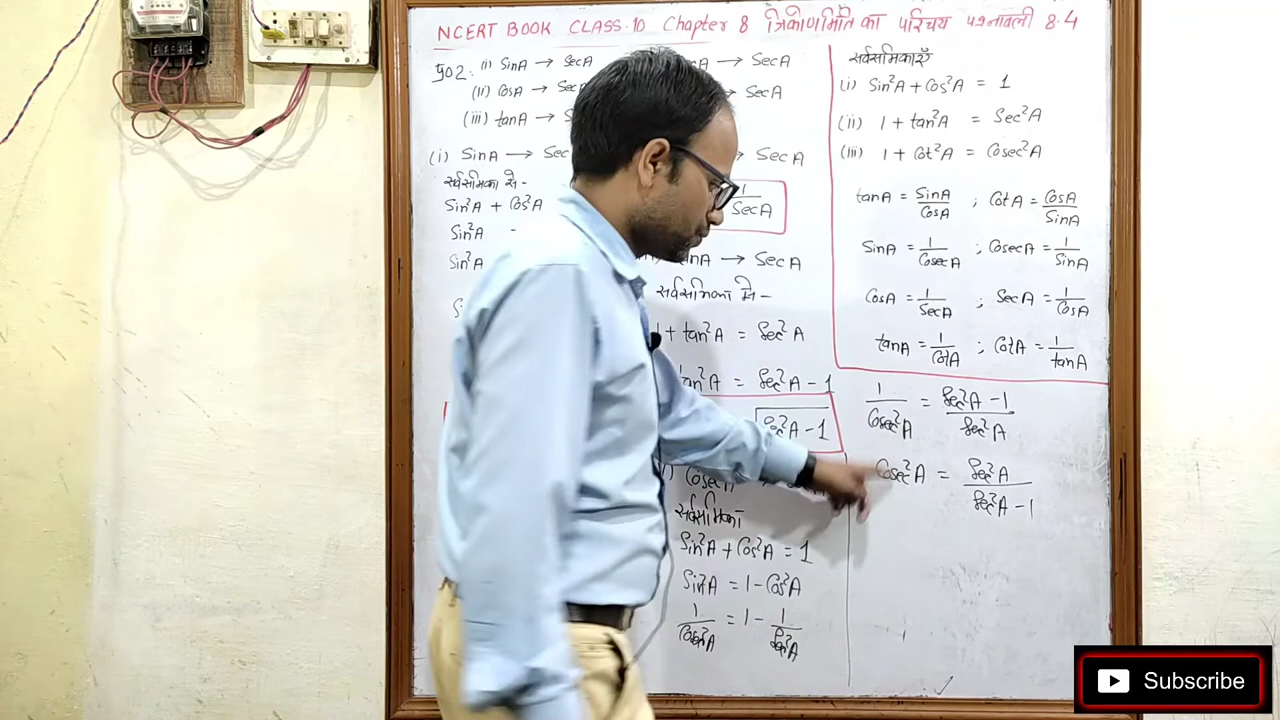 NCERT BOOK CLASS-10 Chapter 8 त्रिकोणमिति का परिचय प्रश्नावली 8.4
प्र02. (i) SinA → SecA
→ SecA
(ii) CosA → Sec
→ SecA
(iii) tanA →
(i) SinA → Sec
→ SecA
सर्वसमिका से -
Sin²A + Cos²A
Sin²A
Sin²A
1/SecA
tanA → SecA
सर्वसमिका से -
1 + tan²A = Sec²A
tan²A = Sec²A - 1
√Sec²A - 1
CosecA
सर्वसमिका
Sin²A + Cos²A = 1
Sin²A = 1 - Cos²A
1/Cosec²A = 1 - 1/Sec²A
सर्वसमिकाएँ
(i) Sin²A + Cos²A = 1
(ii) 1 + tan²A = Sec²A
(iii) 1 + Cot²A = Cosec²A
tanA = SinA/CosA ; CotA = CosA/SinA
SinA = 1/CosecA ; CosecA = 1/SinA
CosA = 1/SecA ; SecA = 1/CosA
tanA = 1/CotA ; CotA = 1/tanA
1/Cosec²A = Sec²A - 1/Sec²A
Cosec²A = Sec²A/Sec²A - 1
Subscribe